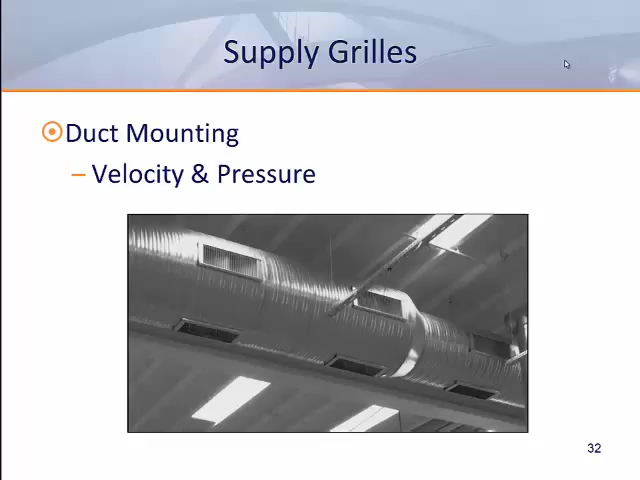 Supply Grilles
Duct Mounting
– Velocity & Pressure
32